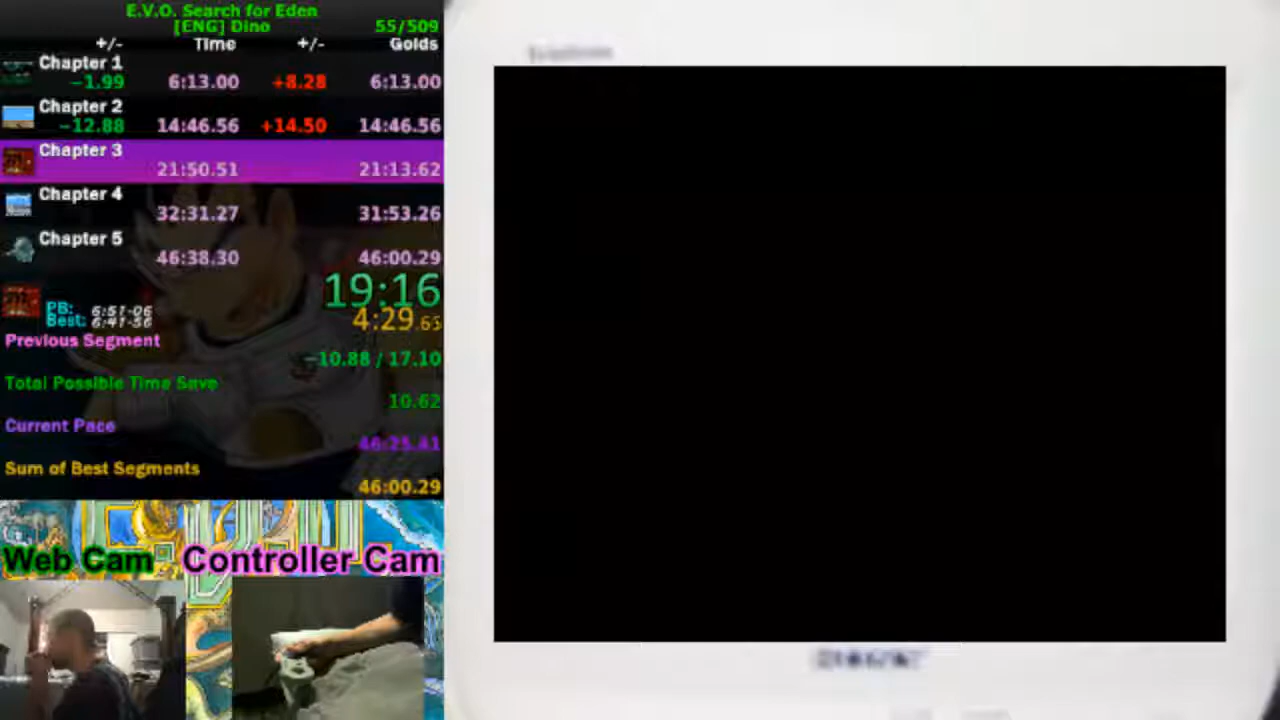 E.V.O. Search for Eden
[ENG] Dino 55/509
+/- Time +/- Golds
Chapter 1
-1.99 6:13.00 +8.28 6:13.00
Chapter 2
-12.88 14:46.56 +14.50 14:46.56
Chapter 3
21:50.51 21:13.62
Chapter 4
32:31.27 31:53.26
Chapter 5
46:38.30 46:00.29
19:16
PB: 6:51.06
Best: 6:41.56
4:29.65
Previous Segment
-10.88 / 17.10
Total Possible Time Save
10.62
Current Pace
46:25.41
Sum of Best Segments
46:00.29
Web Cam Controller Cam